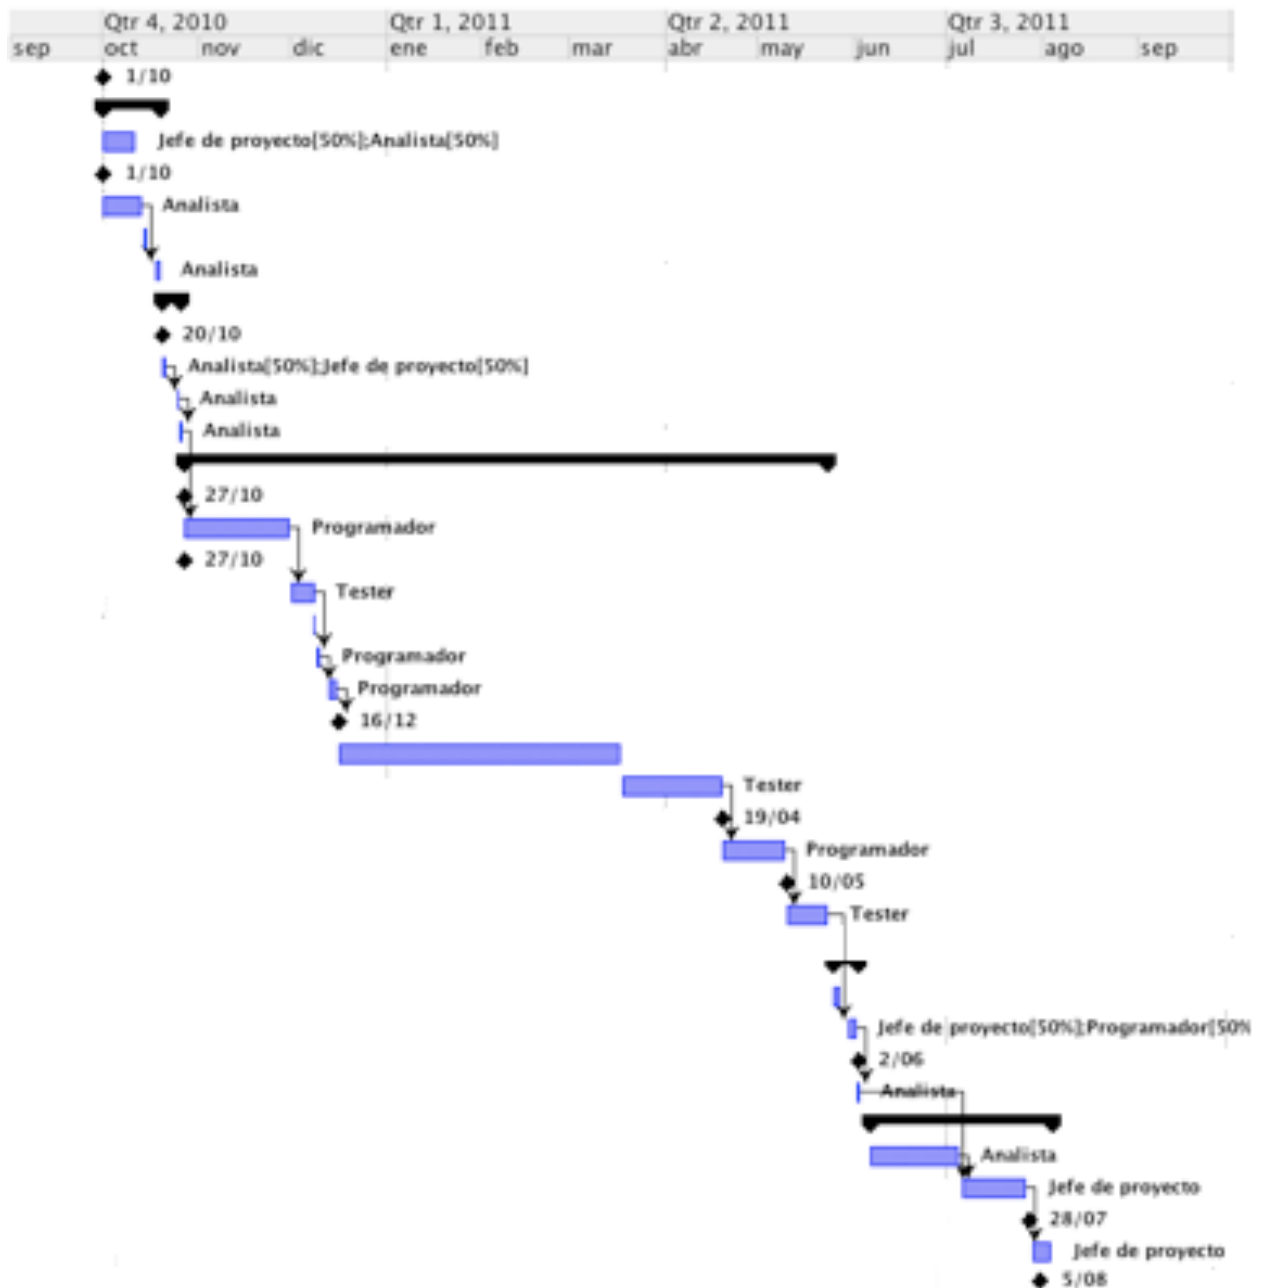 Qtr 4, 2010 Qtr 1, 2011 Qtr 2, 2011 Qtr 3, 2011
sep oct nov dic ene feb mar abr may jun jul ago sep
1/10
Jefe de proyecto[50%];Analista[50%]
1/10
Analista
Analista
20/10
Analista[50%];Jefe de proyecto[50%]
Analista
Analista
27/10
Programador
27/10
Tester
Programador
Programador
16/12
Tester
19/04
Programador
10/05
Tester
Jefe de proyecto[50%];Programador[50%
2/06
Analista
Analista
Jefe de proyecto
28/07
Jefe de proyecto
5/08